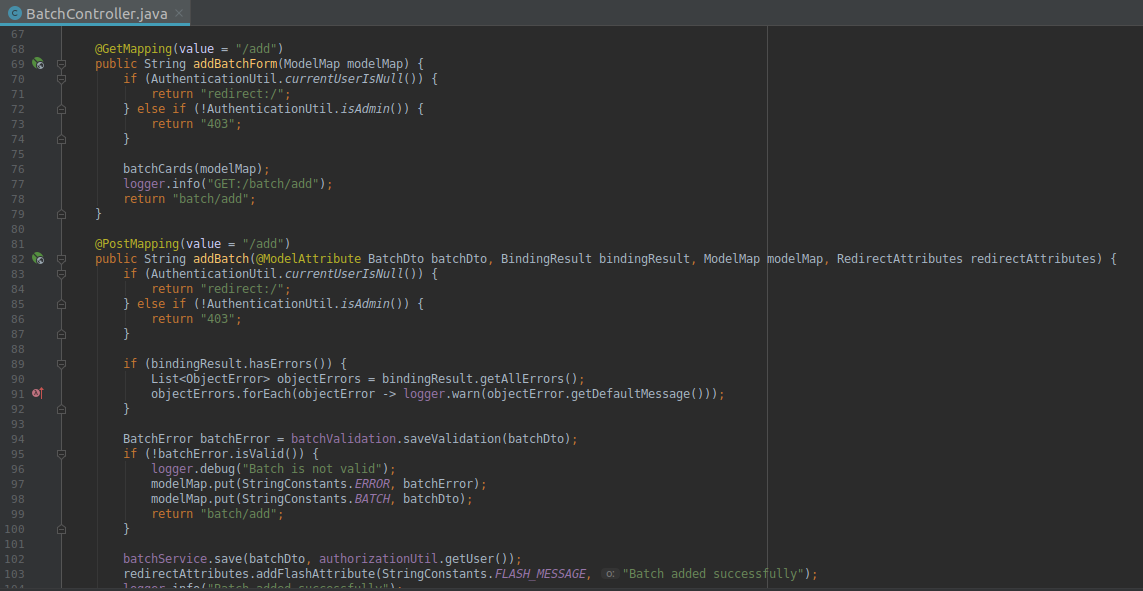 BatchController.java
67
68 @GetMapping(value = "/add")
69 public String addBatchForm(ModelMap modelMap) {
70 if (AuthenticationUtil.currentUserIsNull()) {
71 return "redirect:/";
72 } else if (!AuthenticationUtil.isAdmin()) {
73 return "403";
74 }
75
76 batchCards(modelMap);
77 logger.info("GET:/batch/add");
78 return "batch/add";
79 }
80
81 @PostMapping(value = "/add")
82 public String addBatch(@ModelAttribute BatchDto batchDto, BindingResult bindingResult, ModelMap modelMap, RedirectAttributes redirectAttributes) {
83 if (AuthenticationUtil.currentUserIsNull()) {
84 return "redirect:/";
85 } else if (!AuthenticationUtil.isAdmin()) {
86 return "403";
87 }
88
89 if (bindingResult.hasErrors()) {
90 List<ObjectError> objectErrors = bindingResult.getAllErrors();
91 objectErrors.forEach(objectError -> logger.warn(objectError.getDefaultMessage()));
92 }
93
94 BatchError batchError = batchValidation.saveValidation(batchDto);
95 if (!batchError.isValid()) {
96 logger.debug("Batch is not valid");
97 modelMap.put(StringConstants.ERROR, batchError);
98 modelMap.put(StringConstants.BATCH, batchDto);
99 return "batch/add";
100 }
101
102 batchService.save(batchDto, authorizationUtil.getUser());
103 redirectAttributes.addFlashAttribute(StringConstants.FLASH_MESSAGE, o: "Batch added successfully");
104 logger.info("Batch added successfully");